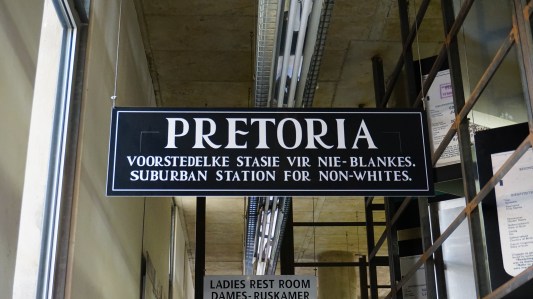 PRETORIA
VOORSTEDELKE STASIE VIR NIE-BLANKES.
SUBURBAN STATION FOR NON-WHITES.
LADIES REST ROOM
DAMES-RUSKAMER